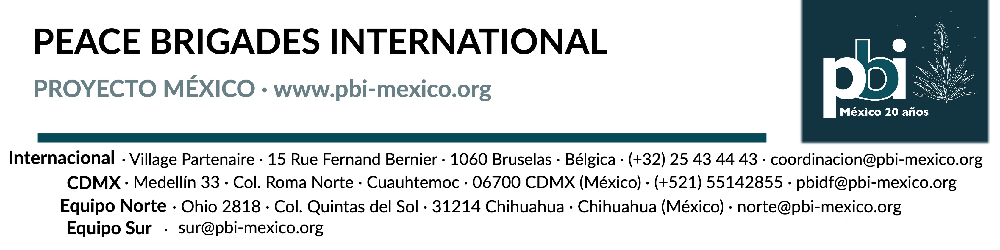 PEACE BRIGADES INTERNATIONAL
PROYECTO MÉXICO · www.pbi-mexico.org
pbi
México 20 años
Internacional · Village Partenaire · 15 Rue Fernand Bernier · 1060 Bruselas · Bélgica · (+32) 25 43 44 43 · coordinacion@pbi-mexico.org
CDMX · Medellín 33 · Col. Roma Norte · Cuauhtemoc · 06700 CDMX (México) · (+521) 55142855 · pbidf@pbi-mexico.org
Equipo Norte · Ohio 2818 · Col. Quintas del Sol · 31214 Chihuahua · Chihuahua (México) · norte@pbi-mexico.org
Equipo Sur · sur@pbi-mexico.org